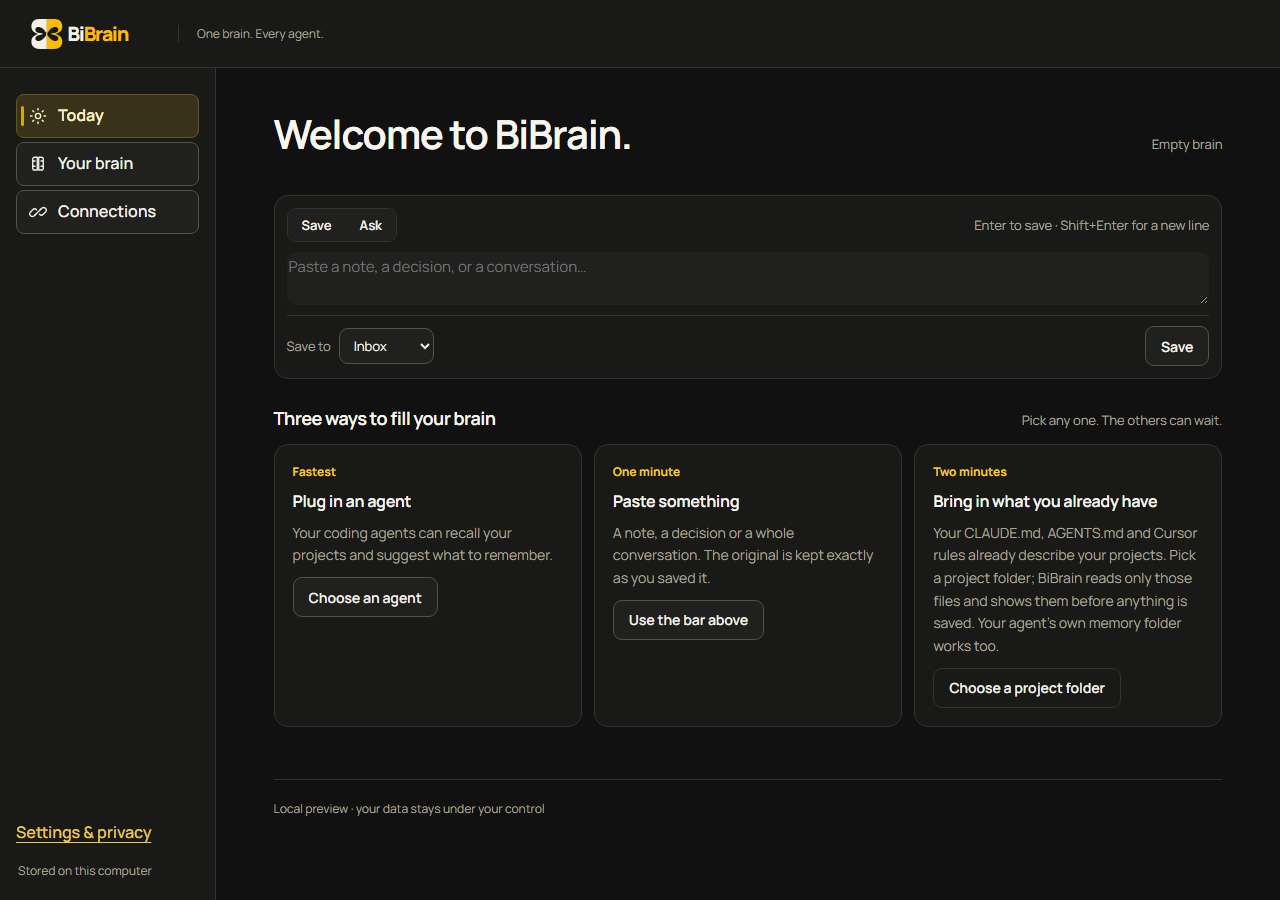 BiBrain
One brain. Every agent.
Today
Your brain
Connections
Settings & privacy
Stored on this computer
Welcome to BiBrain.
Empty brain
Save Ask
Enter to save · Shift+Enter for a new line
Paste a note, a decision, or a conversation…
Save to Inbox
Save
Three ways to fill your brain
Pick any one. The others can wait.
Fastest
Plug in an agent
Your coding agents can recall your
projects and suggest what to remember.
Choose an agent
One minute
Paste something
A note, a decision or a whole
conversation. The original is kept exactly
as you saved it.
Use the bar above
Two minutes
Bring in what you already have
Your CLAUDE.md, AGENTS.md and Cursor
rules already describe your projects. Pick
a project folder; BiBrain reads only those
files and shows them before anything is
saved. Your agent's own memory folder
works too.
Choose a project folder
Local preview · your data stays under your control